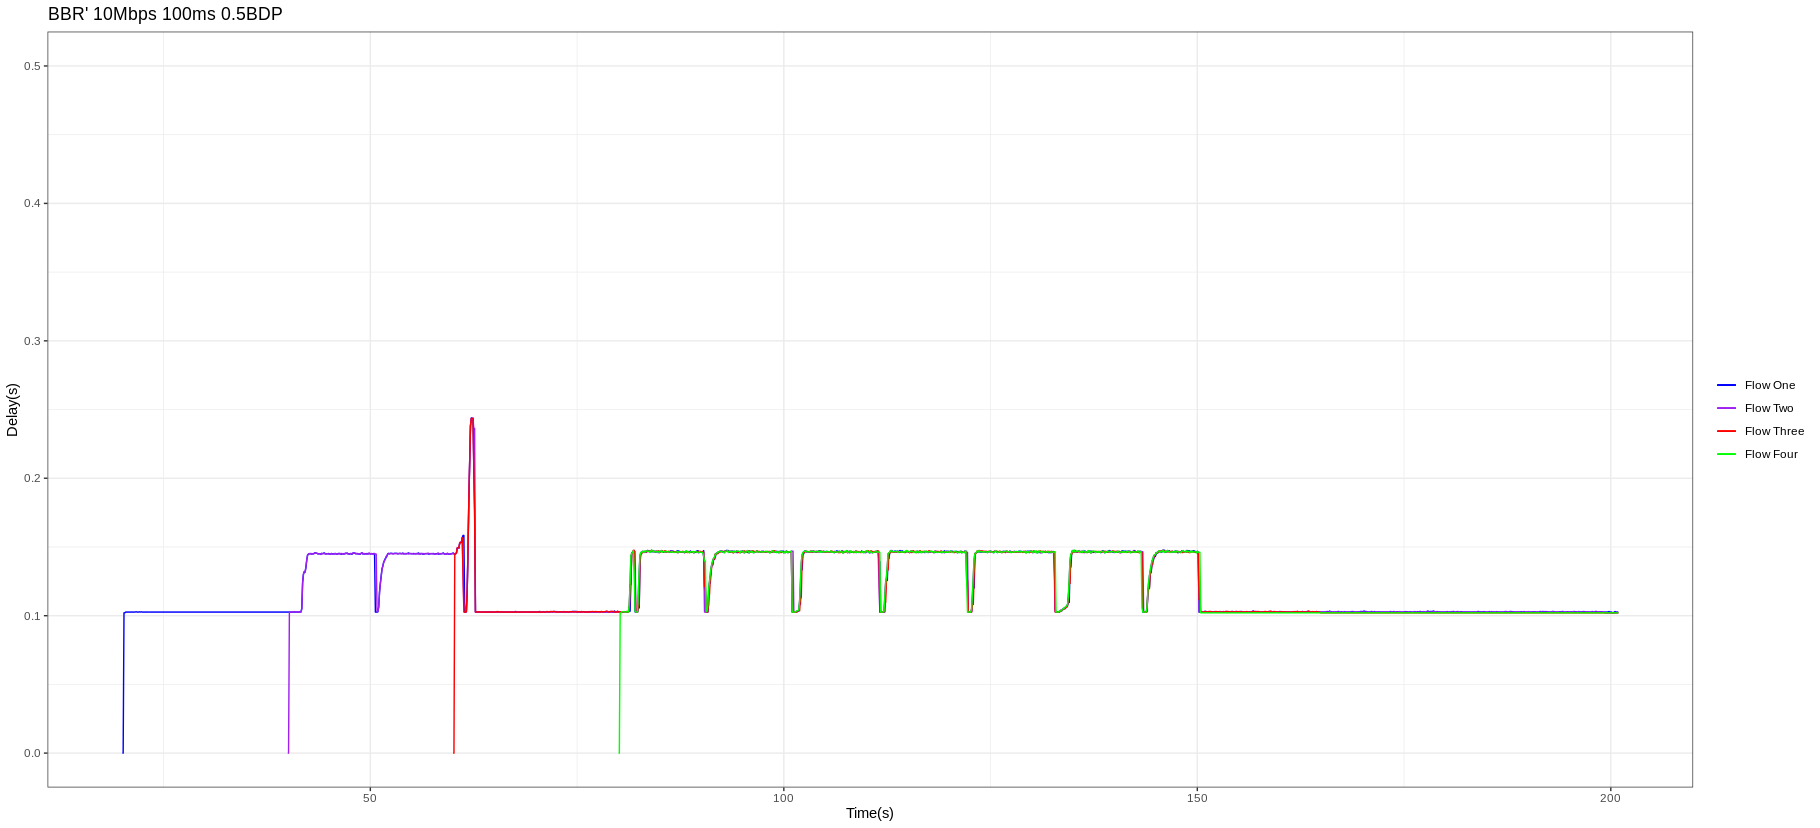 BBR' 10Mbps 100ms 0.5BDP
0.5
0.4
0.3
0.2
0.1
0.0
Delay(s)
50
100
150
200
Time(s)
Flow One
Flow Two
Flow Three
Flow Four